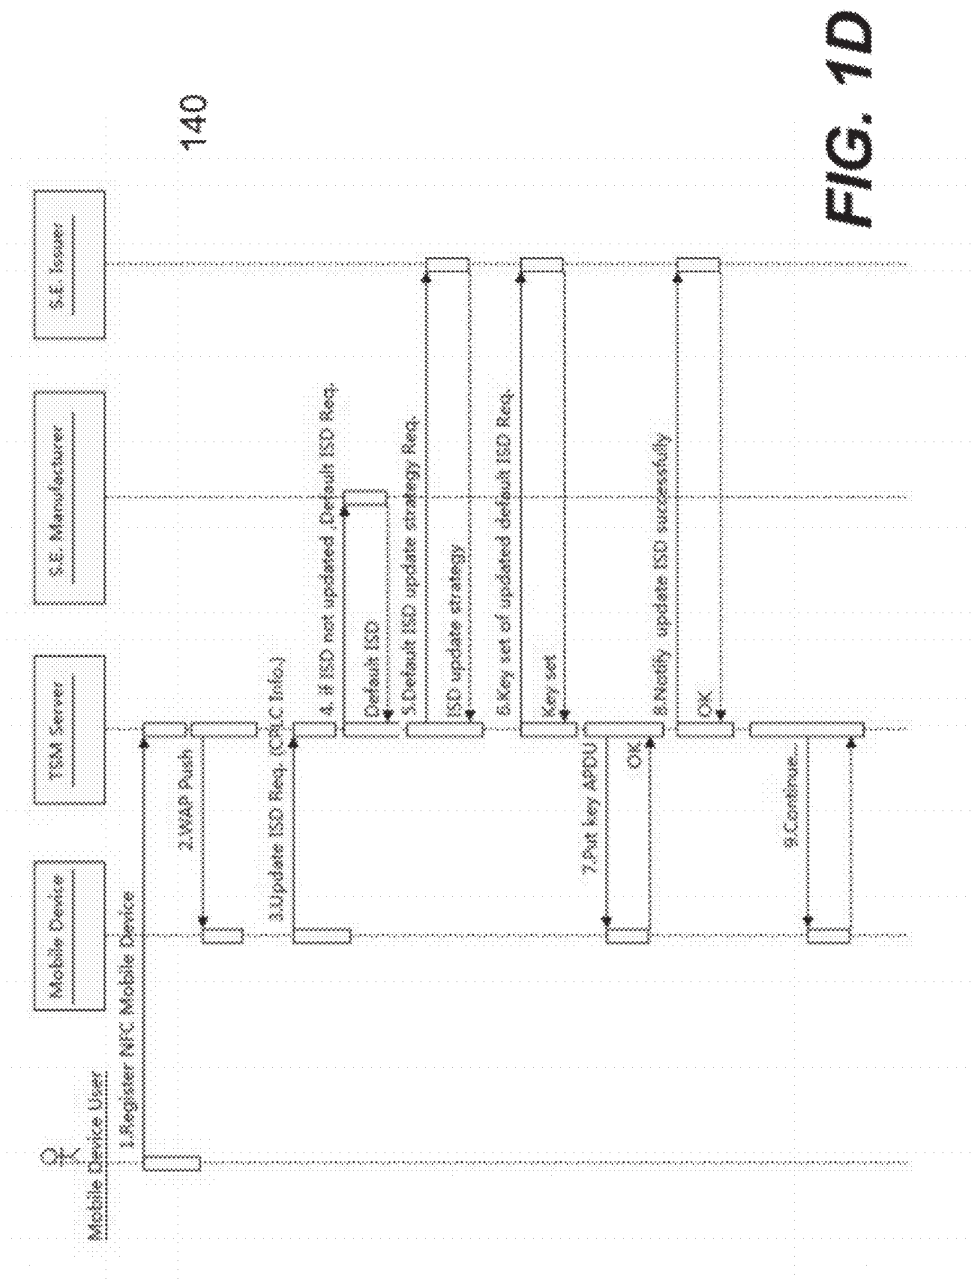 Mobile Device User
Mobile Device
TSM Server
S.E. Manufacturer
S.E. Issuer
140
1.Register NFC Mobile Device
2.WAP Push
3.Update ISD Req. (CPLC Info.)
4. if ISD not updated ,Default ISD Req.
Default ISD
5.Default ISD update strategy Req.
ISD update strategy
6.Key set of updated default ISD Req.
Key set
7.Put key APDU
OK
8.Notify update ISD successfully
OK
9.Continue...
FIG. 1D